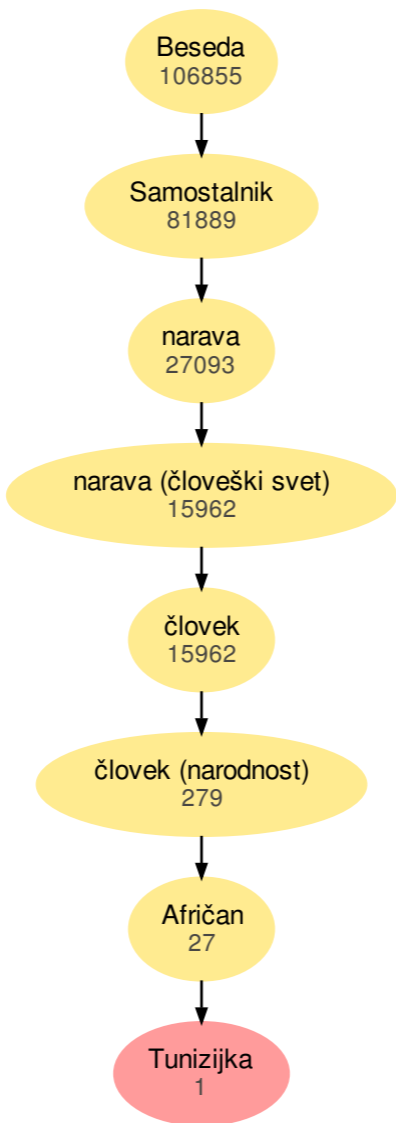 Beseda
106855
Samostalnik
81889
narava
27093
narava (človeški svet)
15962
človek
15962
človek (narodnost)
279
Afričan
27
Tunizijka
1